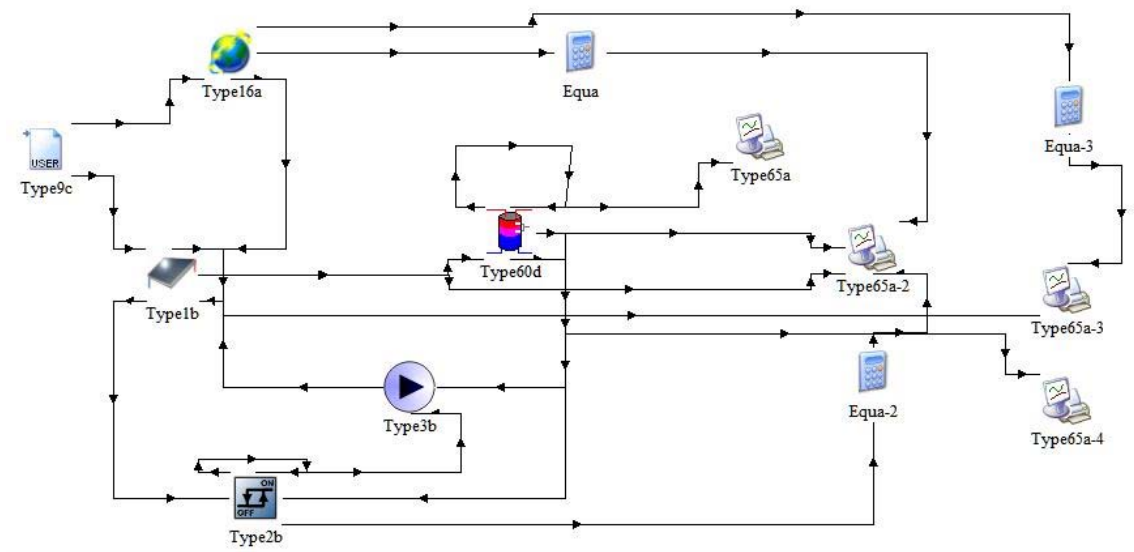 Type16a
Equa
Equa-3
USER
Type9c
Type65a
Type60d
Type65a-2
Type1b
Type65a-3
Type3b
Equa-2
Type65a-4
ON
OFF
Type2b